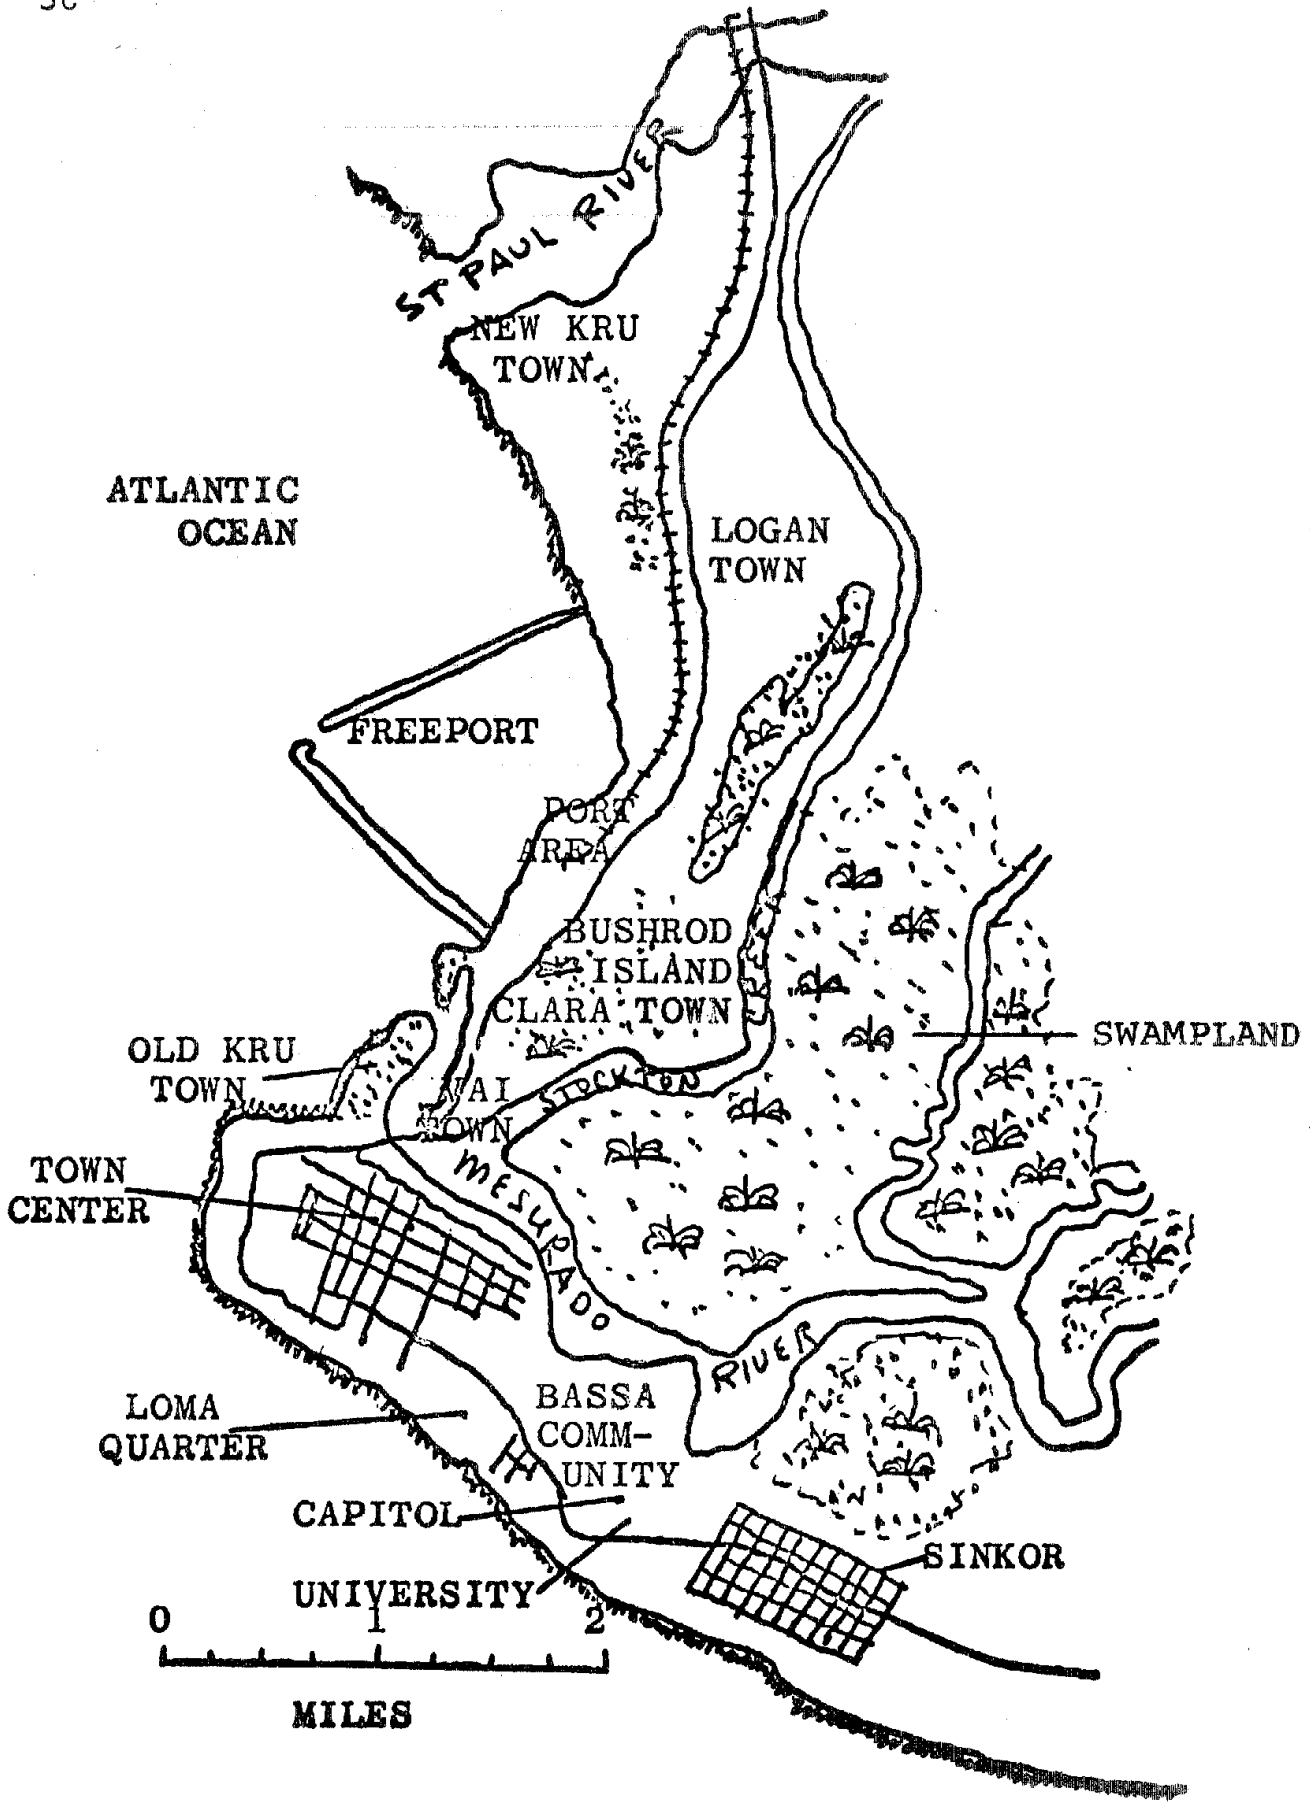 ST PAUL RIVER
NEW KRU
TOWN
ATLANTIC
OCEAN
LOGAN
TOWN
FREEPORT
PORT
AREA
BUSHROD
ISLAND
CLARA TOWN
CREEK
SWAMPLAND
OLD KRU
TOWN
VAI
TOWN
STOCKTON
TOWN
CENTER
MESURADO
RIVER
LOMA
QUARTER
BASSA
COMM-
UNITY
CAPITOL
SINKOR
UNIVERSITY
0 1 2
MILES